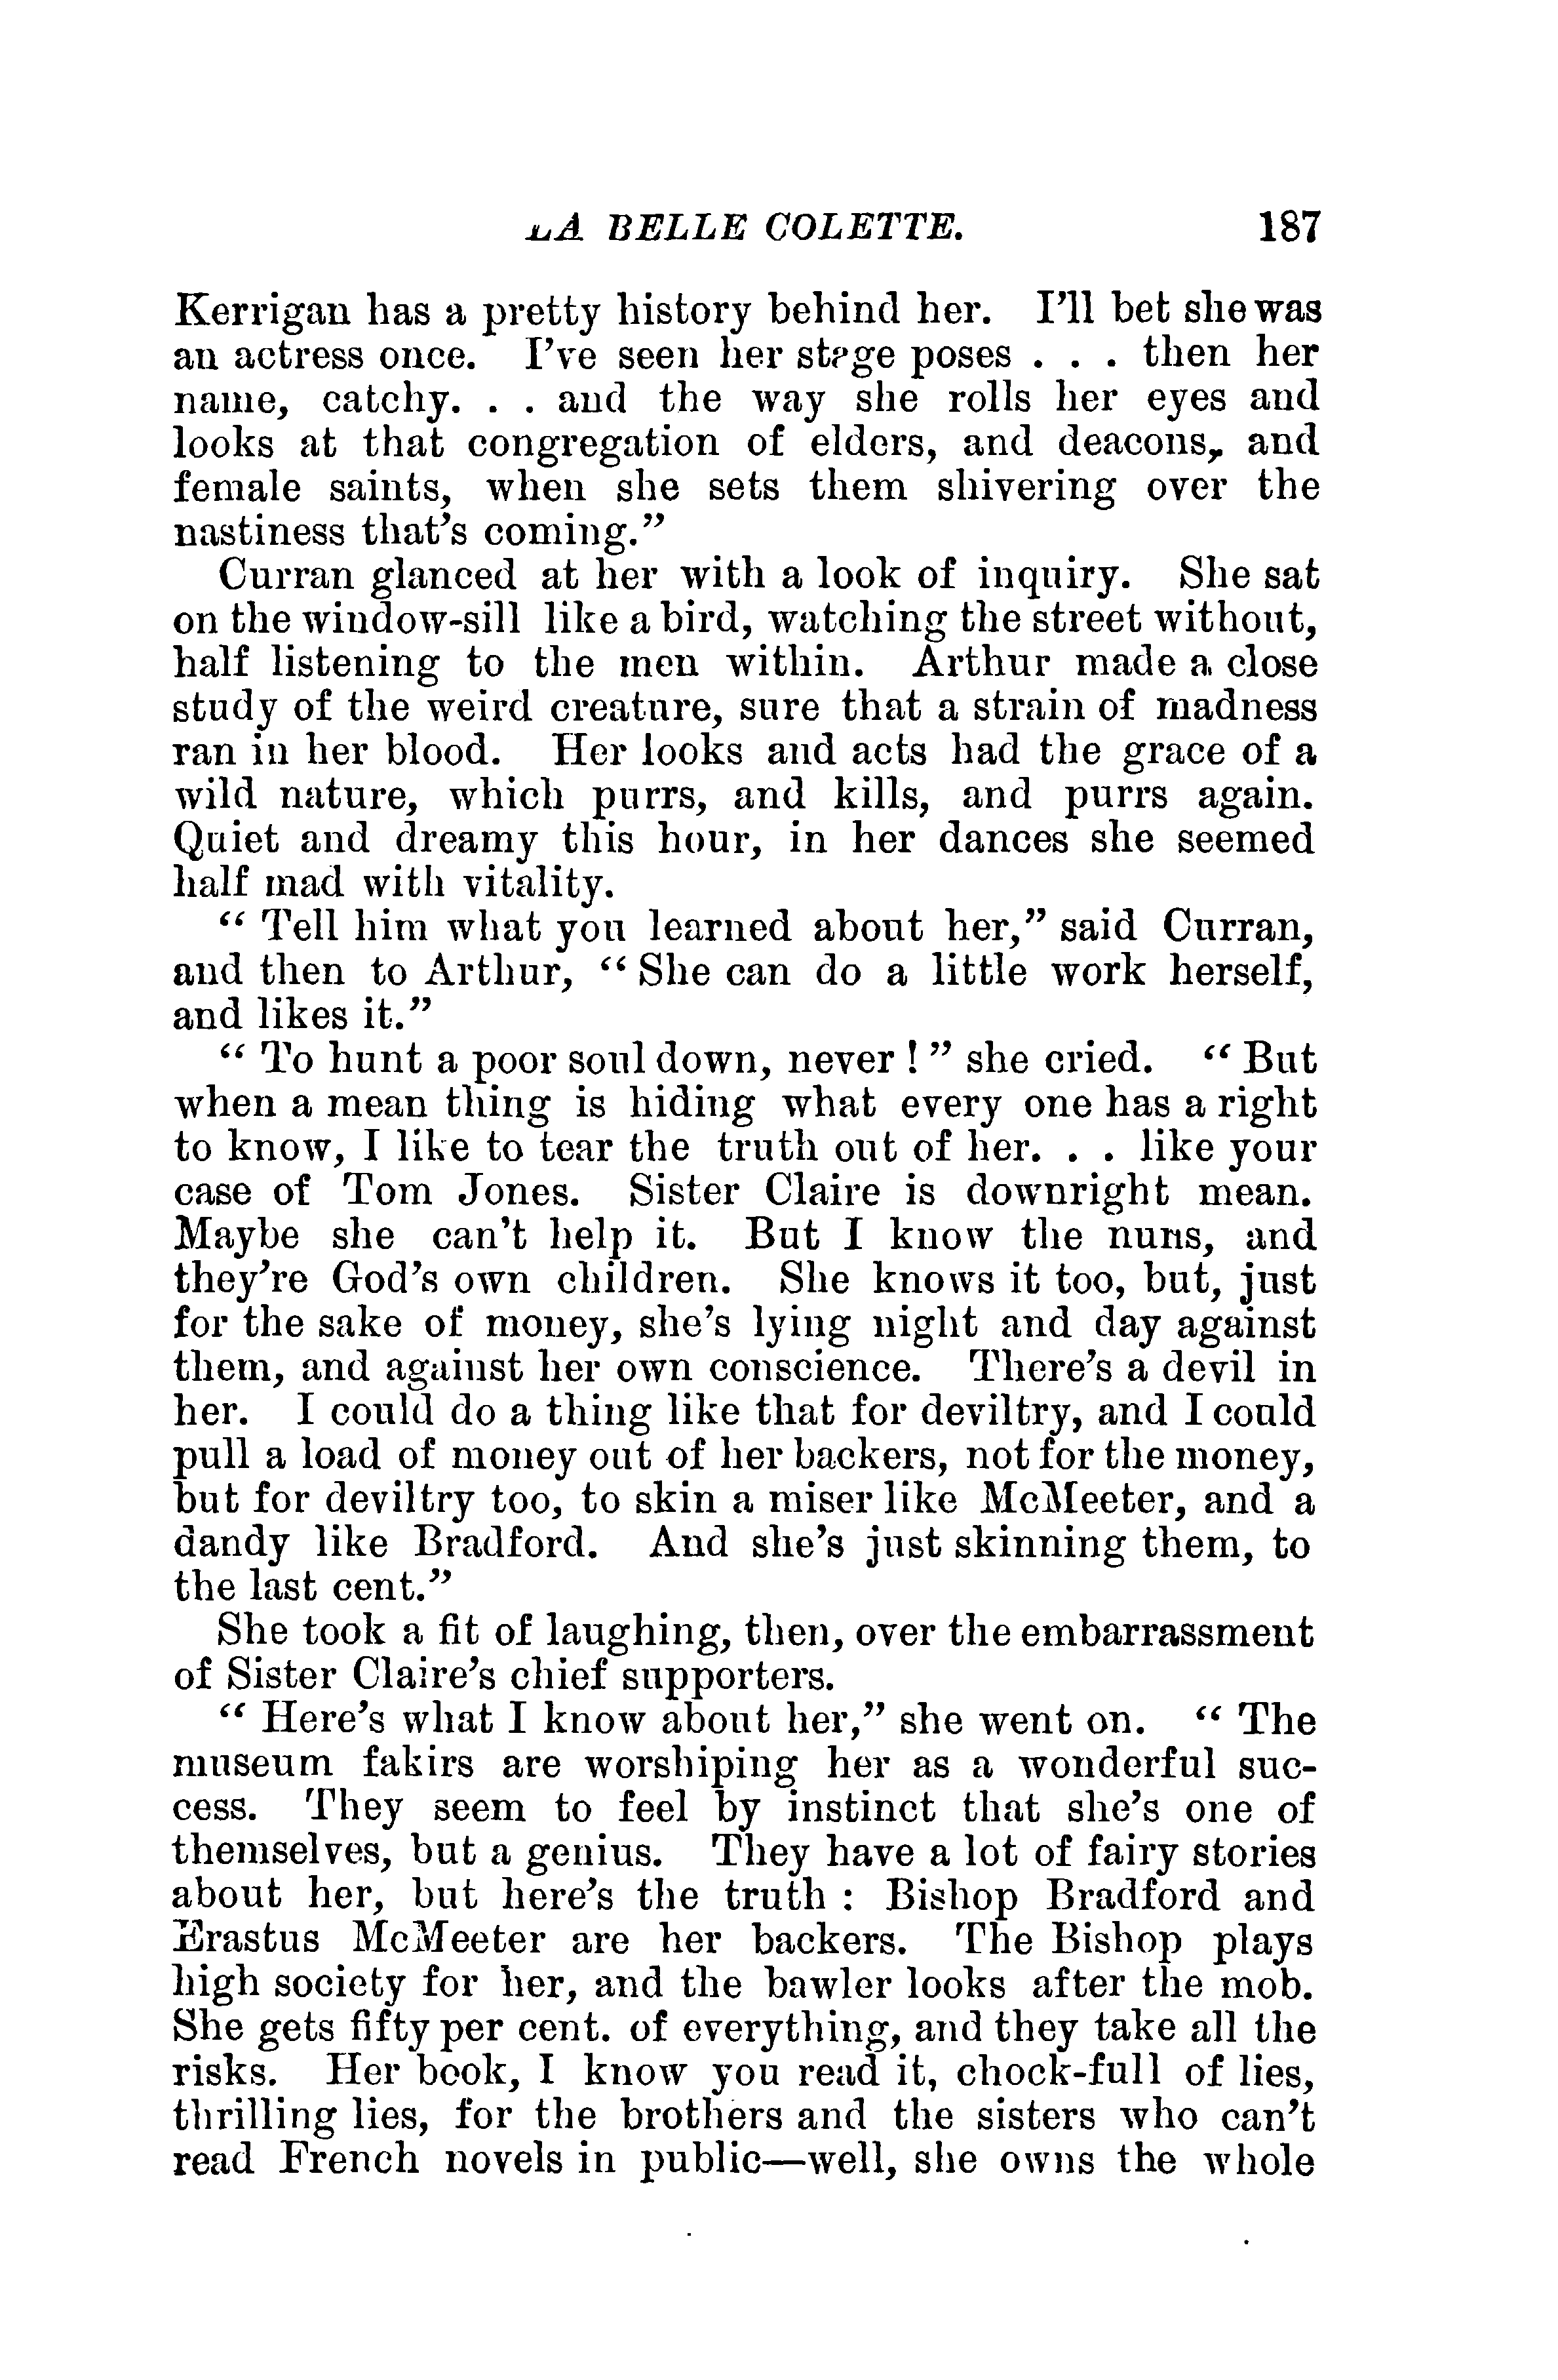 LA BELLE COLETTE. 187
Kerrigan has a pretty history behind her. I'll bet she was
an actress once. I've seen her stage poses . . . then her
name, catchy. . . and the way she rolls her eyes and
looks at that congregation of elders, and deacons, and
female saints, when she sets them shivering over the
nastiness that's coming."
Curran glanced at her with a look of inquiry. She sat
on the window-sill like a bird, watching the street without,
half listening to the men within. Arthur made a close
study of the weird creature, sure that a strain of madness
ran in her blood. Her looks and acts had the grace of a
wild nature, which purrs, and kills, and purrs again.
Quiet and dreamy this hour, in her dances she seemed
half mad with vitality.
" Tell him what you learned about her," said Curran,
and then to Arthur, " She can do a little work herself,
and likes it."
" To hunt a poor soul down, never ! " she cried. " But
when a mean thing is hiding what every one has a right
to know, I like to tear the truth out of her. . . like your
case of Tom Jones. Sister Claire is downright mean.
Maybe she can't help it. But I know the nuns, and
they're God's own children. She knows it too, but, just
for the sake of money, she's lying night and day against
them, and against her own conscience. There's a devil in
her. I could do a thing like that for deviltry, and I could
pull a load of money out of her backers, not for the money,
but for deviltry too, to skin a miser like McMeeter, and a
dandy like Bradford. And she's just skinning them, to
the last cent."
She took a fit of laughing, then, over the embarrassment
of Sister Claire's chief supporters.
" Here's what I know about her," she went on. " The
museum fakirs are worshiping her as a wonderful suc-
cess. They seem to feel by instinct that she's one of
themselves, but a genius. They have a lot of fairy stories
about her, but here's the truth : Bishop Bradford and
Erastus McMeeter are her backers. The Bishop plays
high society for her, and the bawler looks after the mob.
She gets fifty per cent. of everything, and they take all the
risks. Her book, I know you read it, chock-full of lies,
thrilling lies, for the brothers and the sisters who can't
read French novels in public—well, she owns the whole